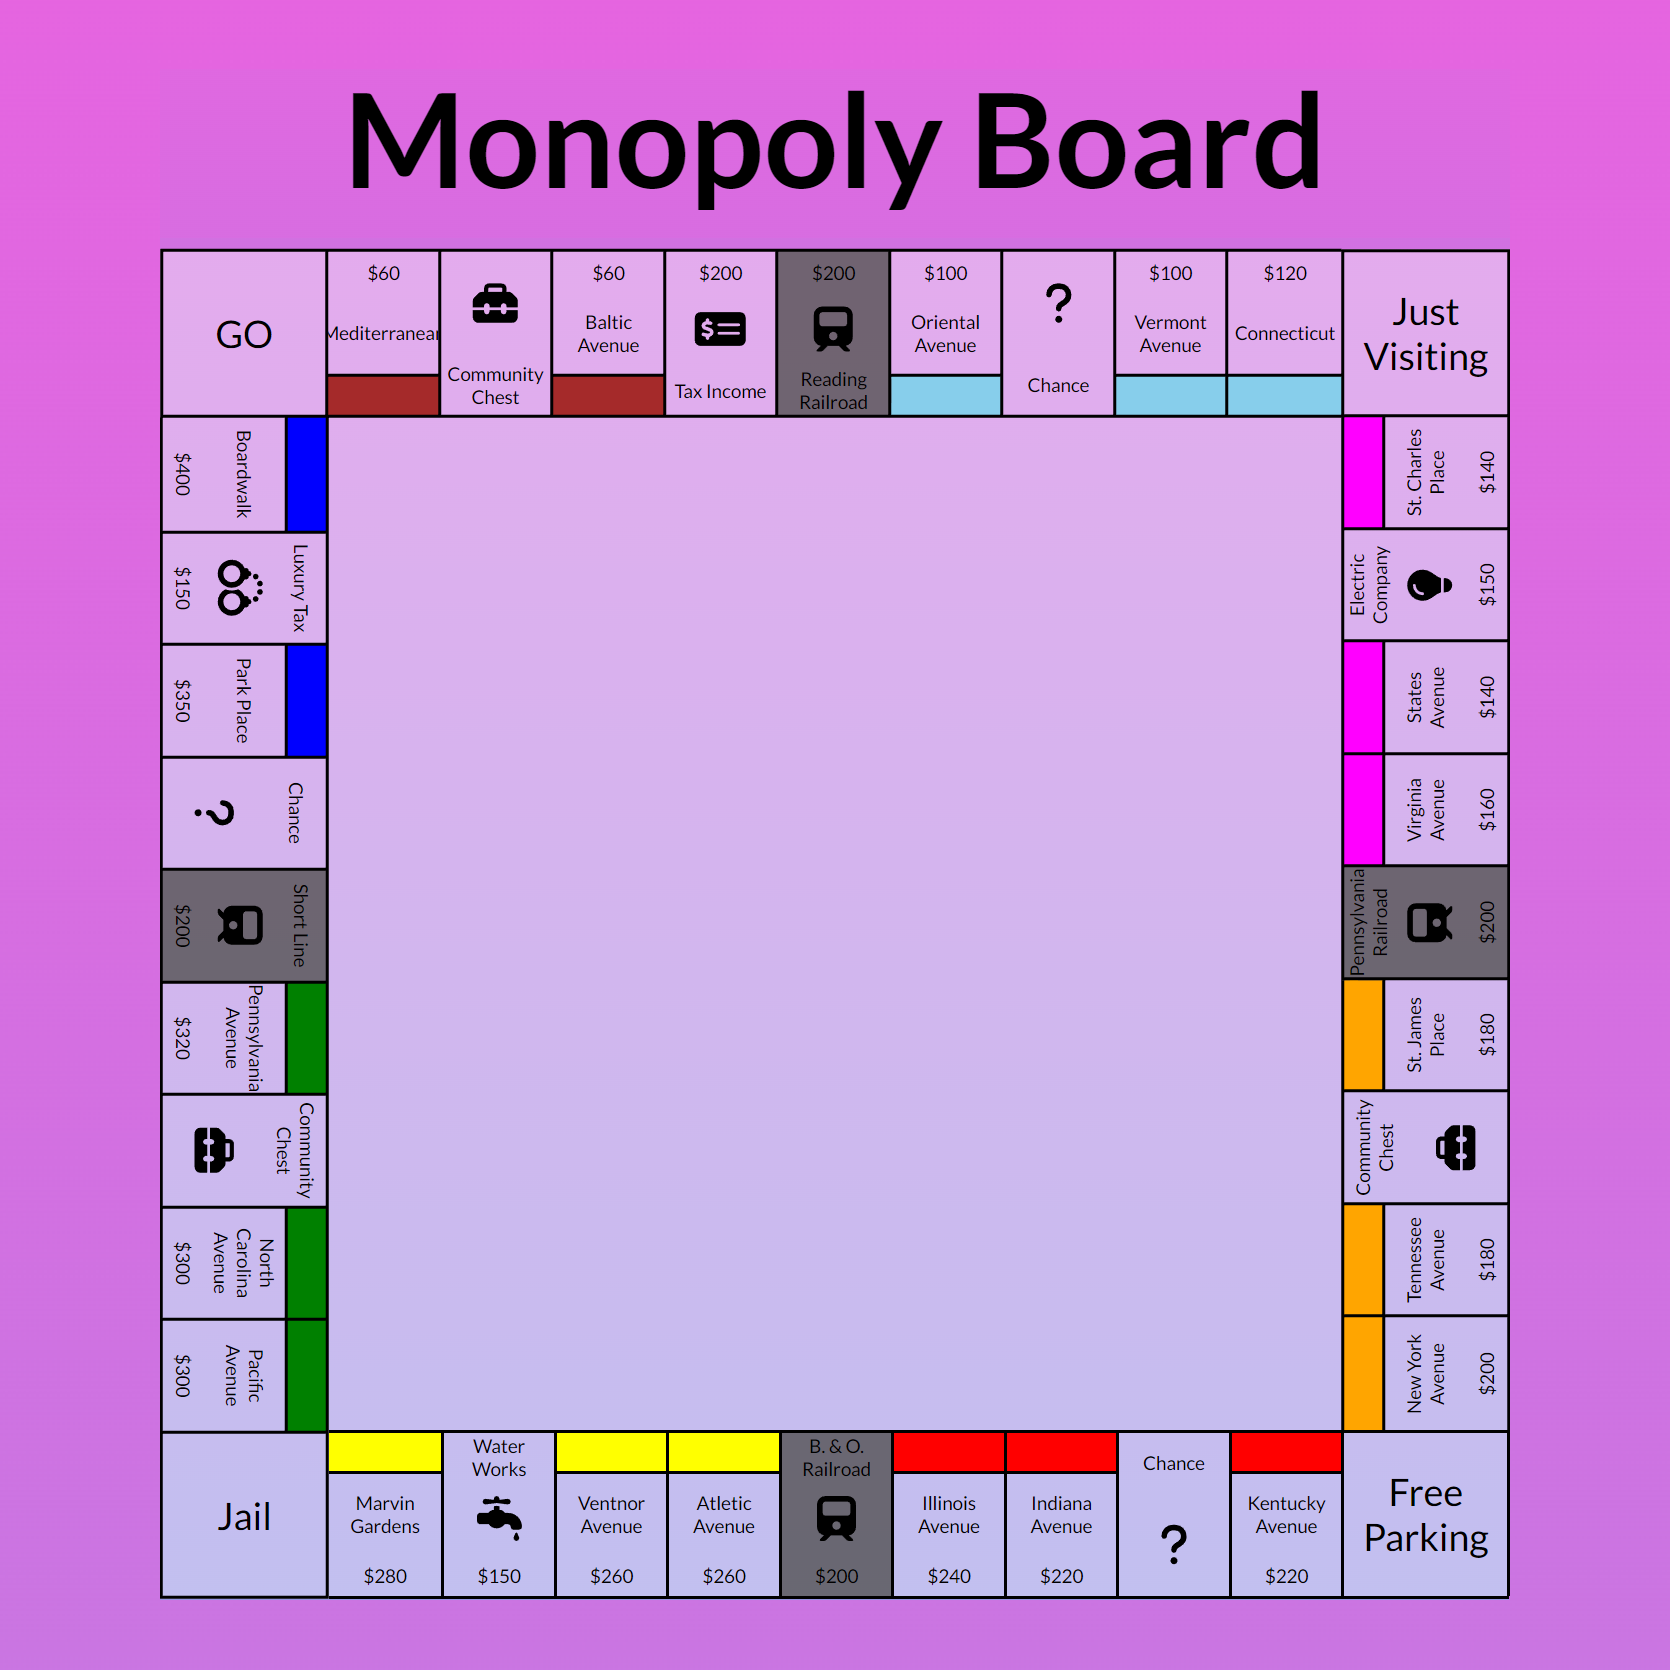 Monopoly Board
GO
$60
Mediterranean
Community
Chest
$60
Baltic
Avenue
$200
Tax Income
$200
Reading
Railroad
$100
Oriental
Avenue
?
Chance
$100
Vermont
Avenue
$120
Connecticut
Just
Visiting
St. Charles
Place
$140
Electric
Company
$150
States
Avenue
$140
Virginia
Avenue
$160
Pennsylvania
Railroad
$200
St. James
Place
$180
Community
Chest
Tennessee
Avenue
$180
New York
Avenue
$200
Free
Parking
Kentucky
Avenue
$220
Chance
?
Indiana
Avenue
$220
Illinois
Avenue
$240
B. & O.
Railroad
$200
Atletic
Avenue
$260
Ventnor
Avenue
$260
Water
Works
$150
Marvin
Gardens
$280
Jail
Pacific
Avenue
$300
North
Carolina
Avenue
$300
Community
Chest
Pennsylvania
Avenue
$320
Short Line
$200
Chance
?
Park Place
$350
Luxury Tax
$150
Boardwalk
$400